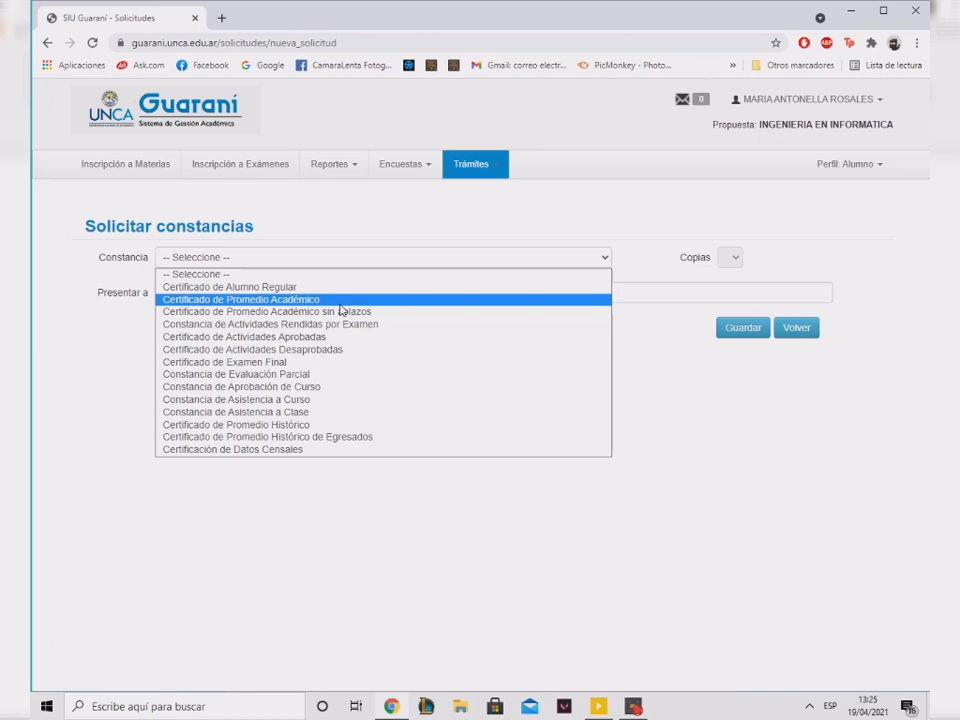 SIU Guaraní - Solicitudes
guarani.unca.edu.ar/solicitudes/nueva_solicitud
ABP Tp
Aplicaciones Ask.com Facebook Google CamaraLenta Fotog... Gmail: correo electr... PicMonkey - Photo... » Otros marcadores Lista de lectura
UNCA Guaraní
Sistema de Gestión Académica
0 MARIA ANTONELLA ROSALES
Propuesta: INGENIERIA EN INFORMATICA
Inscripción a Materias Inscripción a Exámenes Reportes Encuestas Trámites Perfil: Alumno
Solicitar constancias
Constancia -- Seleccione -- Copias
-- Seleccione --
Certificado de Alumno Regular
Presentar a
Certificado de Promedio Académico
Certificado de Promedio Académico sin Aplazos
Constancia de Actividades Rendidas por Examen
Guardar Volver
Certificado de Actividades Aprobadas
Certificado de Actividades Desaprobadas
Certificado de Examen Final
Constancia de Evaluación Parcial
Constancia de Aprobación de Curso
Constancia de Asistencia a Curso
Constancia de Asistencia a Clase
Certificado de Promedio Histórico
Certificado de Promedio Histórico de Egresados
Certificación de Datos Censales
Escribe aquí para buscar
ESP
13:25
19/04/2021